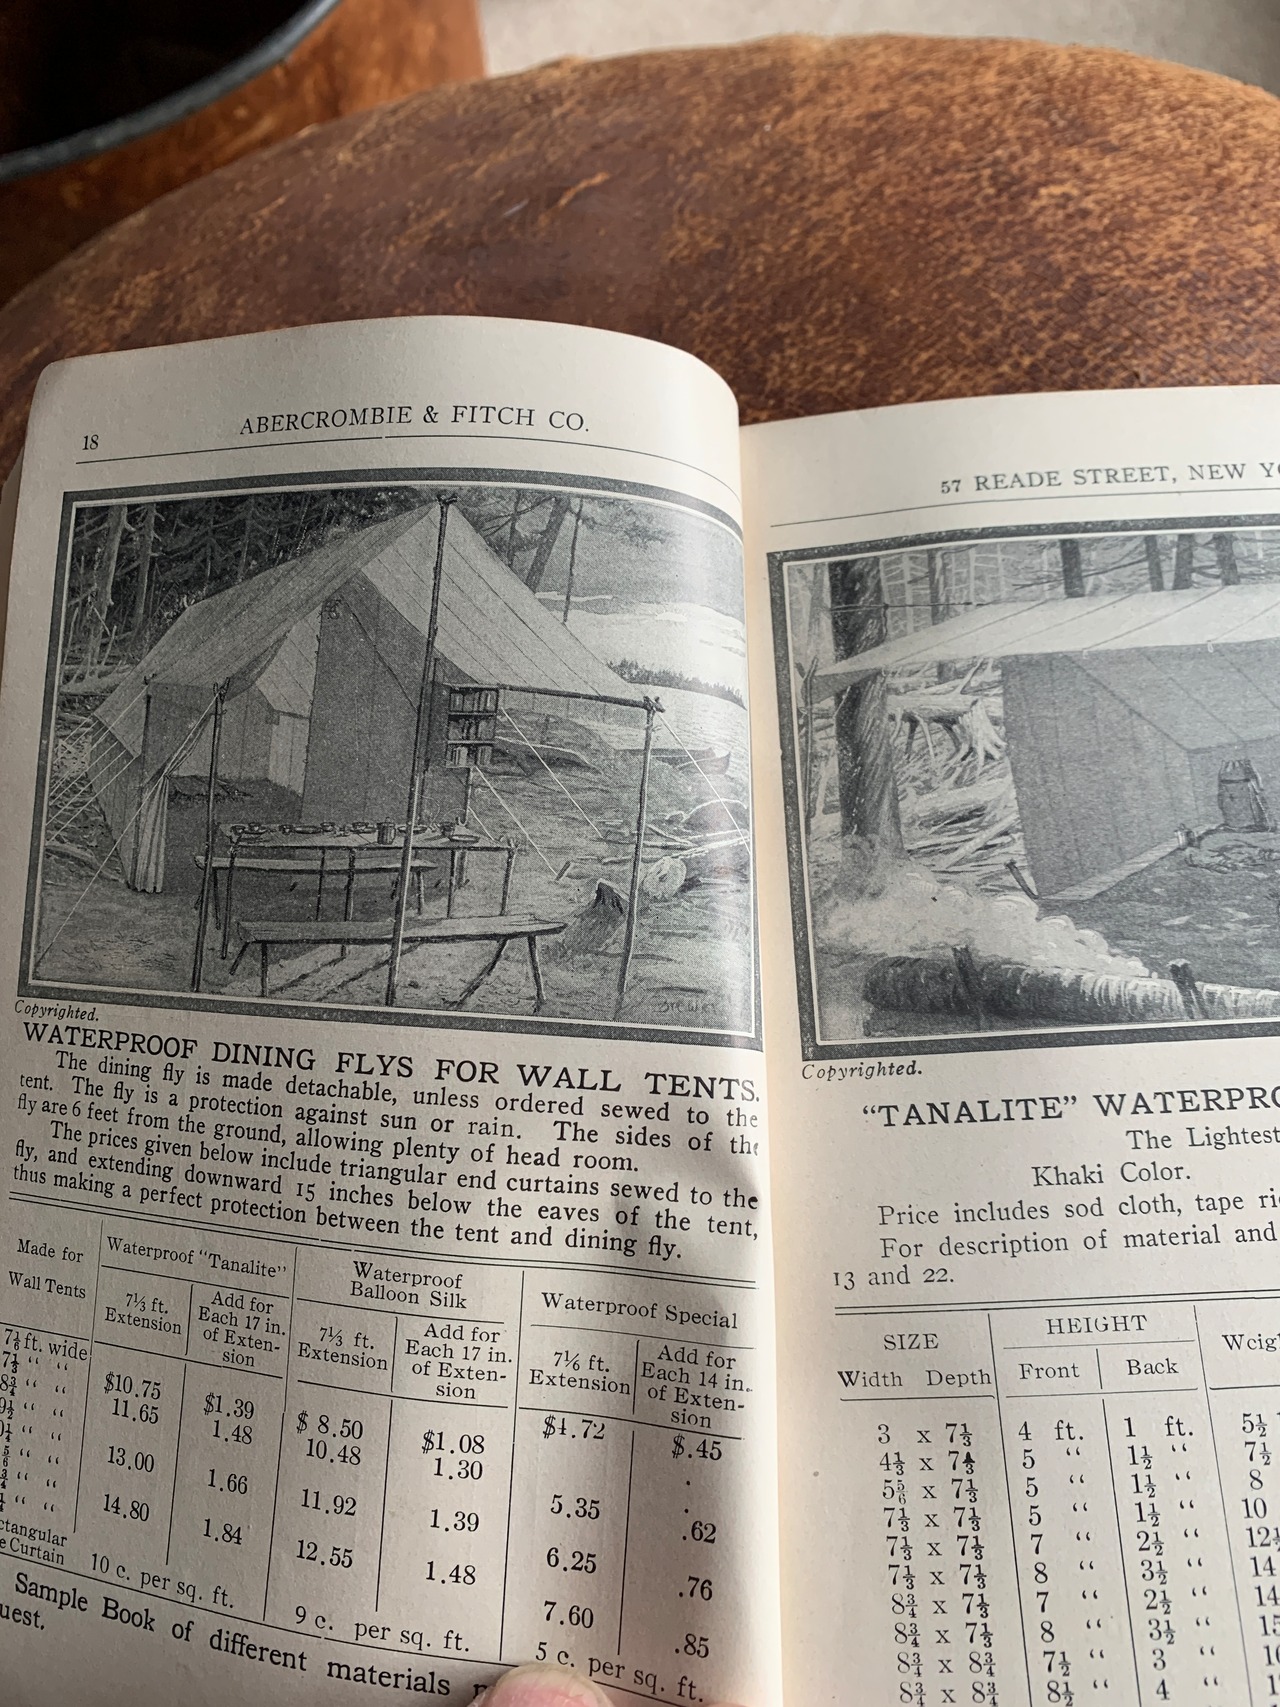 18
ABERCROMBIE & FITCH CO.
Copyrighted.
WATERPROOF DINING FLYS FOR WALL TENTS.
The dining fly is made detachable, unless ordered sewed to the
tent. The fly is a protection against sun or rain. The sides of the
fly are 6 feet from the ground, allowing plenty of head room.
The prices given below include triangular end curtains sewed to the
fly, and extending downward 15 inches below the eaves of the tent,
thus making a perfect protection between the tent and dining fly.
Made for
Wall Tents
Waterproof "Tanalite"
Waterproof
Balloon Silk
Waterproof Special
7⅓ ft.
Extension
Add for
Each 17 in.
of Exten-
sion
7⅓ ft.
Extension
Add for
Each 17 in.
of Exten-
sion
7⅙ ft.
Extension
Add for
Each 14 in.
of Exten-
sion
ft. wide
$10.75
$1.39
$ 8.50
$1.08
$4.72
$.45
11.65
1.48
10.48
1.30
13.00
1.66
11.92
1.39
5.35
.62
14.80
1.84
12.55
1.48
6.25
.76
7.60
.85
Curtain
10 c. per sq. ft.
9 c. per sq. ft.
5 c. per sq. ft.
Sample Book of different materials
57 READE STREET, NEW
Copyrighted.
"TANALITE"
The Lightest
Khaki Color.
Price includes sod cloth, tape
For description of material and
13 and 22.
SIZE
HEIGHT
Width Depth
Front
Back
3 x 7⅓ 4 ft. 1 ft. 5½
4⅓ x 7⅓ 5 " 1½ " 7½
5⅚ x 7⅓ 5 " 1½ " 8
7⅓ x 7⅓ 5 " 1½ " 10
7⅓ x 7⅓ 7 " 2½ "
7⅓ x 7⅓ 8 " 3½ " 14
8¾ x 7⅓ 7 " 2½ "
8¾ x 7⅓ 8 " 3½ "
8¾ x 8¾ 7½ " 3 "
8¾ x 8¾ 8½ " 4 "